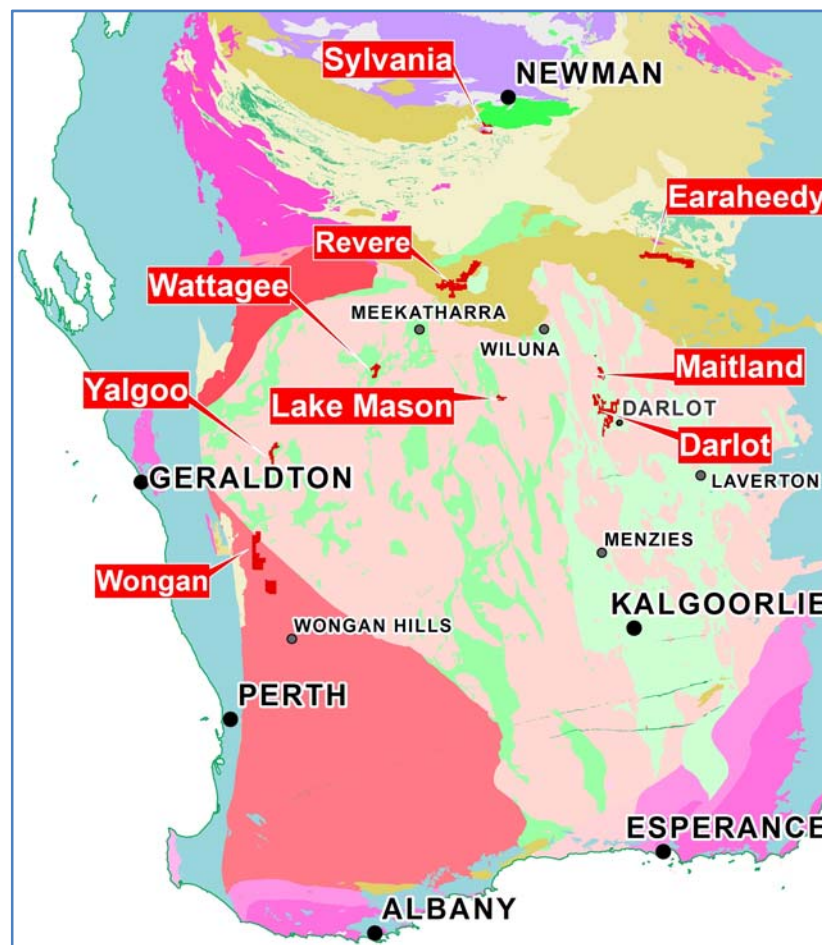 Sylvania
NEWMAN
Earaheedy
Revere
Wattagee
MEEKATHARRA
WILUNA
Maitland
Yalgoo
Lake Mason
DARLOT
Darlot
GERALDTON
LAVERTON
MENZIES
Wongan
KALGOORLIE
WONGAN HILLS
PERTH
ESPERANCE
ALBANY